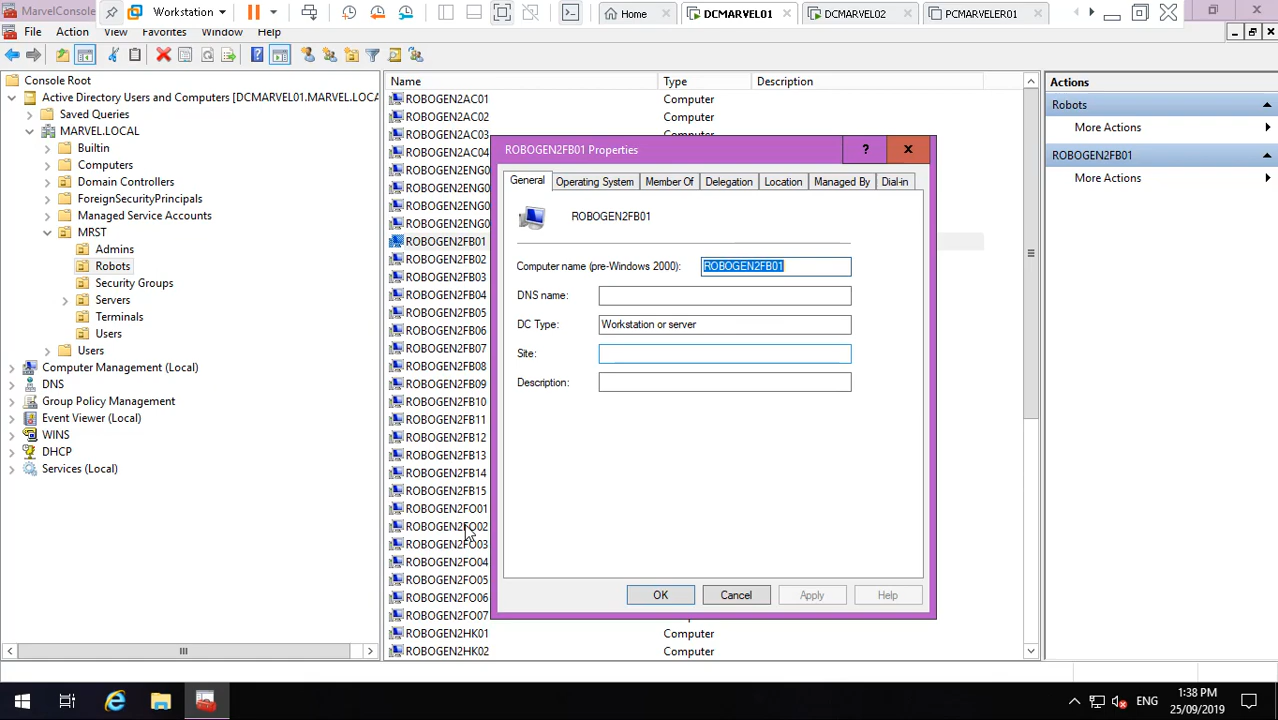 MarvelConsole
Workstation
Home
DCMARVEL01
DCMARVEL02
PCMARVELER01
File Action View Favorites Window Help
Console Root
Active Directory Users and Computers [DCMARVEL01.MARVEL.LOCA
Saved Queries
MARVEL.LOCAL
Builtin
Computers
Domain Controllers
ForeignSecurityPrincipals
Managed Service Accounts
MRST
Admins
Robots
Security Groups
Servers
Terminals
Users
Users
Computer Management (Local)
DNS
Group Policy Management
Event Viewer (Local)
WINS
DHCP
Services (Local)
Name Type Description
ROBOGEN2AC01 Computer
ROBOGEN2AC02 Computer
ROBOGEN2AC03 Computer
ROBOGEN2AC04
ROBOGEN2ENG0
ROBOGEN2ENG0
ROBOGEN2ENG0
ROBOGEN2ENG0
ROBOGEN2FB01
ROBOGEN2FB02
ROBOGEN2FB03
ROBOGEN2FB04
ROBOGEN2FB05
ROBOGEN2FB06
ROBOGEN2FB07
ROBOGEN2FB08
ROBOGEN2FB09
ROBOGEN2FB10
ROBOGEN2FB11
ROBOGEN2FB12
ROBOGEN2FB13
ROBOGEN2FB14
ROBOGEN2FB15
ROBOGEN2FO01
ROBOGEN2FO02
ROBOGEN2FO03
ROBOGEN2FO04
ROBOGEN2FO05
ROBOGEN2FO06
ROBOGEN2FO07
ROBOGEN2HK01 Computer
ROBOGEN2HK02 Computer
ROBOGEN2FB01 Properties
?
General Operating System Member Of Delegation Location Managed By Dial-in
ROBOGEN2FB01
Computer name (pre-Windows 2000): ROBOGEN2FB01
DNS name:
DC Type: Workstation or server
Site:
Description:
OK Cancel Apply Help
Actions
Robots
More Actions
ROBOGEN2FB01
More Actions
ENG
1:38 PM
25/09/2019